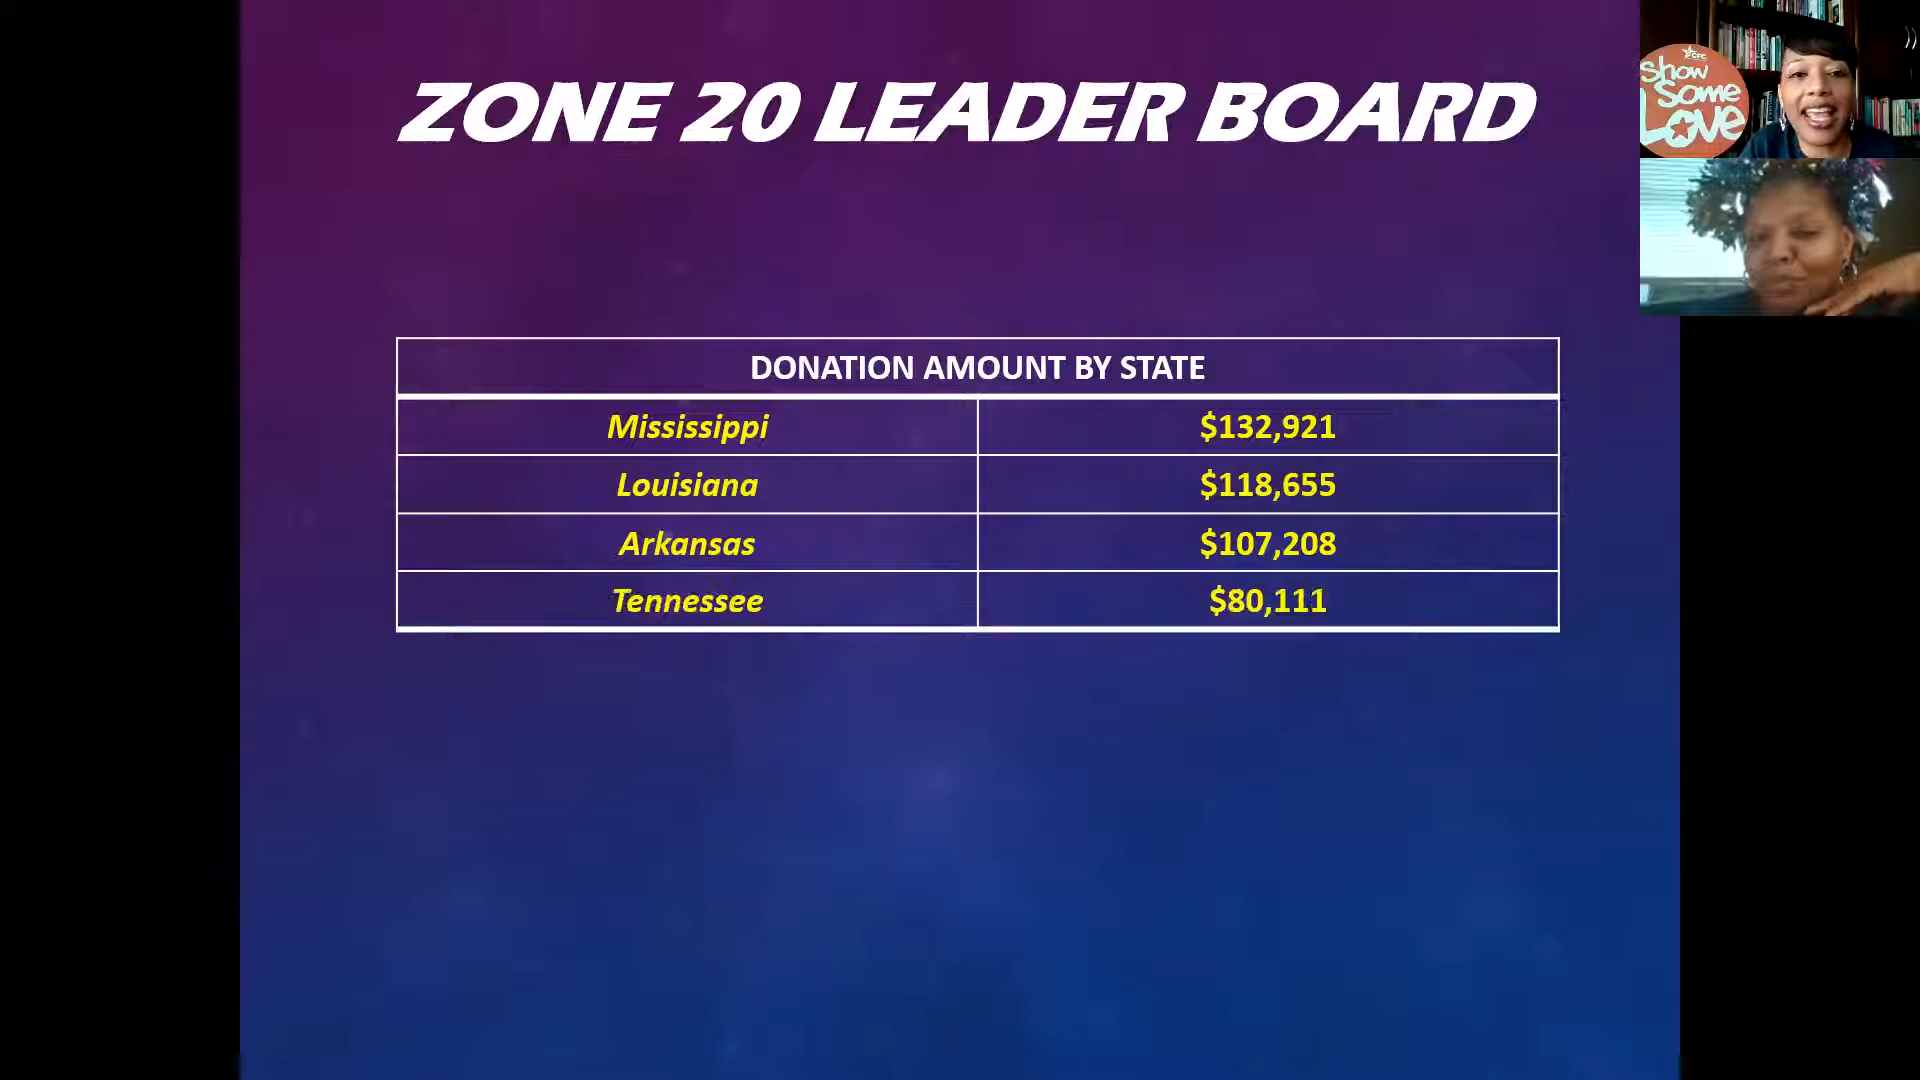 ZONE 20 LEADER BOARD
DONATION AMOUNT BY STATE
Mississippi $132,921
Louisiana $118,655
Arkansas $107,208
Tennessee $80,111
CFC
Show
Some
Love